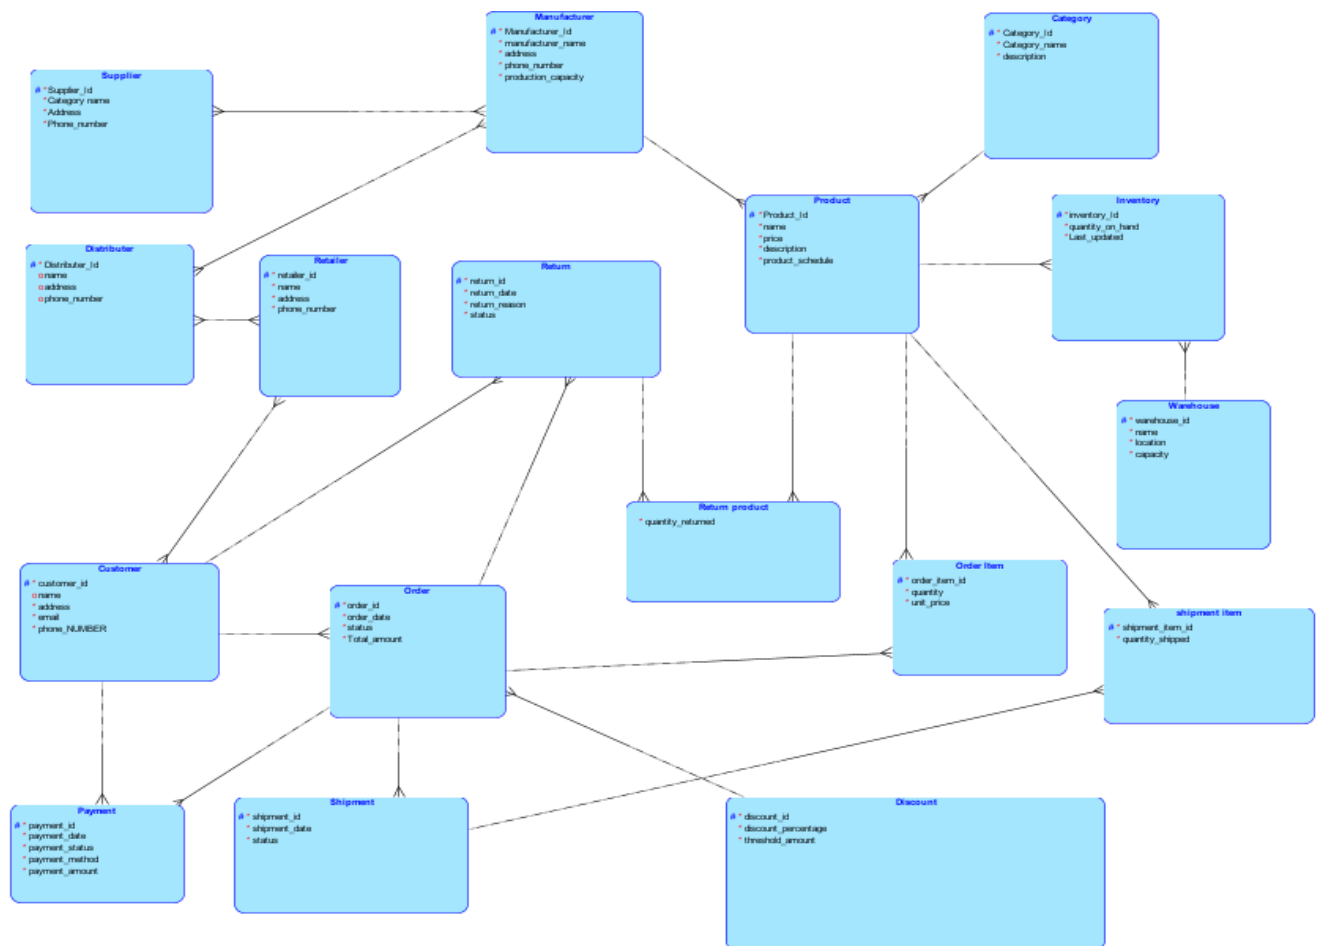 Manufacturer
# * Manufacturer_Id
* manufacturer_name
* address
* phone_number
* production_capacity
Category
# * Category_Id
* Category_name
* description
Supplier
# * Supplier_Id
* Category name
* Address
* Phone_number
Product
# * Product_Id
* name
* price
* description
* product_schedule
Inventory
# * inventory_Id
* quantity_on_hand
* Last_updated
Distributer
# * Distributer_Id
o name
o address
o phone_number
Retailer
# * retailer_id
* name
* address
* phone_number
Return
# * return_id
* return_date
* return_reason
* status
Warehouse
# * warehouse_id
* name
* location
* capacity
Return product
* quantity_returned
Customer
# * customer_id
o name
* address
* email
* phone_NUMBER
Order
# * order_id
* order_date
* status
* Total_amount
Order Item
# * order_item_id
* quantity
* unit_price
shipment item
# * shipment_item_id
* quantity_shipped
Payment
# * payment_id
* payment_date
* payment_status
* payment_method
* payment_amount
Shipment
# * shipment_id
* shipment_date
* status
Discount
# * discount_id
* discount_percentage
* threshold_amount